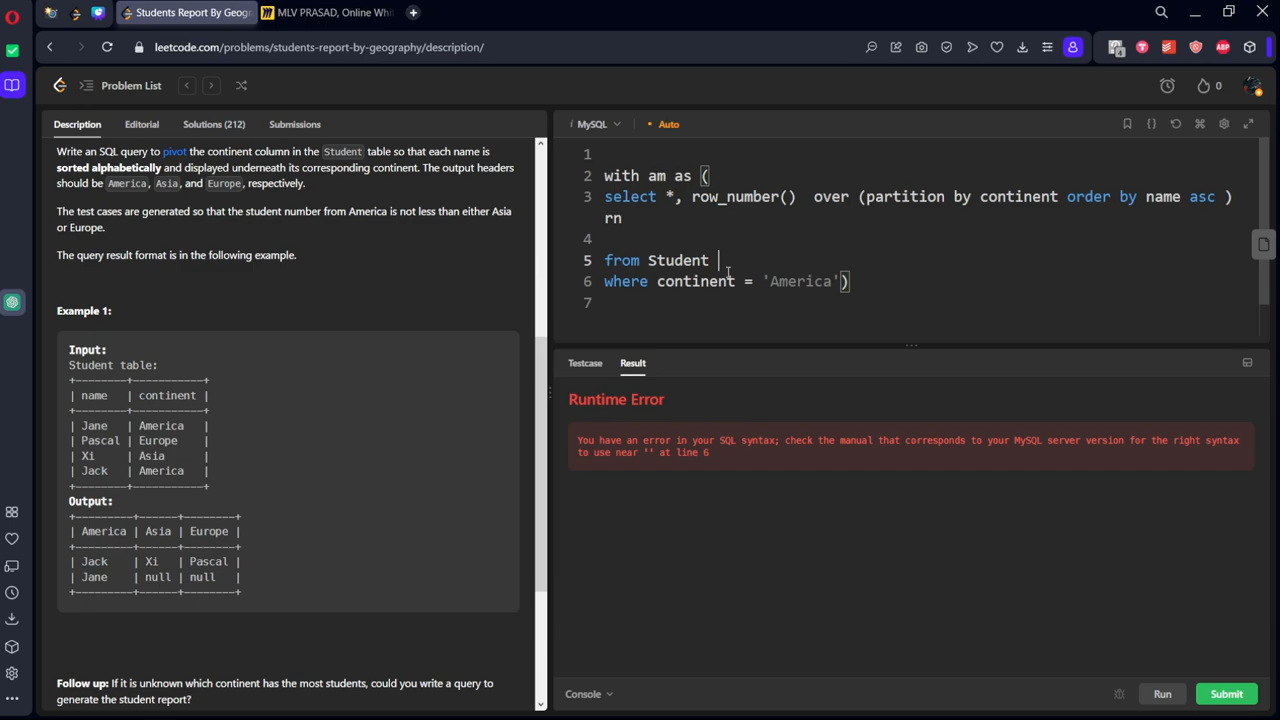 Students Report By Geogr
MLV PRASAD, Online Whit
leetcode.com/problems/students-report-by-geography/description/
4
ABP
Problem List
0
Description
Editorial
Solutions (212)
Submissions
Write an SQL query to pivot the continent column in the Student table so that each name is
sorted alphabetically and displayed underneath its corresponding continent. The output headers
should be America, Asia, and Europe, respectively.
The test cases are generated so that the student number from America is not less than either Asia
or Europe.
The query result format is in the following example.
Example 1:
Input:
Student table:
+--------+-----------+
| name   | continent |
+--------+-----------+
| Jane   | America   |
| Pascal | Europe    |
| Xi     | Asia      |
| Jack   | America   |
+--------+-----------+
Output:
+---------+------+--------+
| America | Asia | Europe |
+---------+------+--------+
| Jack    | Xi   | Pascal |
| Jane    | null | null   |
+---------+------+--------+
Follow up: If it is unknown which continent has the most students, could you write a query to
generate the student report?
i MySQL
• Auto
1
2 with am as (
3 select *, row_number()  over (partition by continent order by name asc )
rn
4
5 from Student
6 where continent = 'America')
7
Testcase
Result
Runtime Error
You have an error in your SQL syntax; check the manual that corresponds to your MySQL server version for the right syntax
to use near '' at line 6
Console
Run
Submit